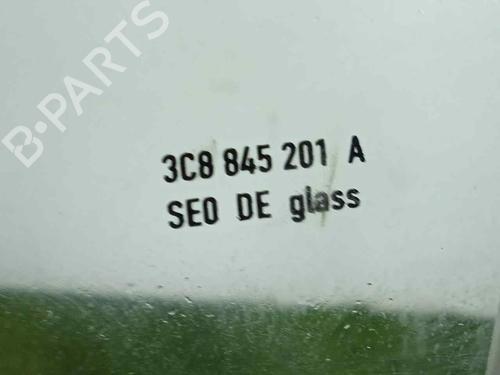 B-PARTS
3C8 845 201 A
SEO DE glass